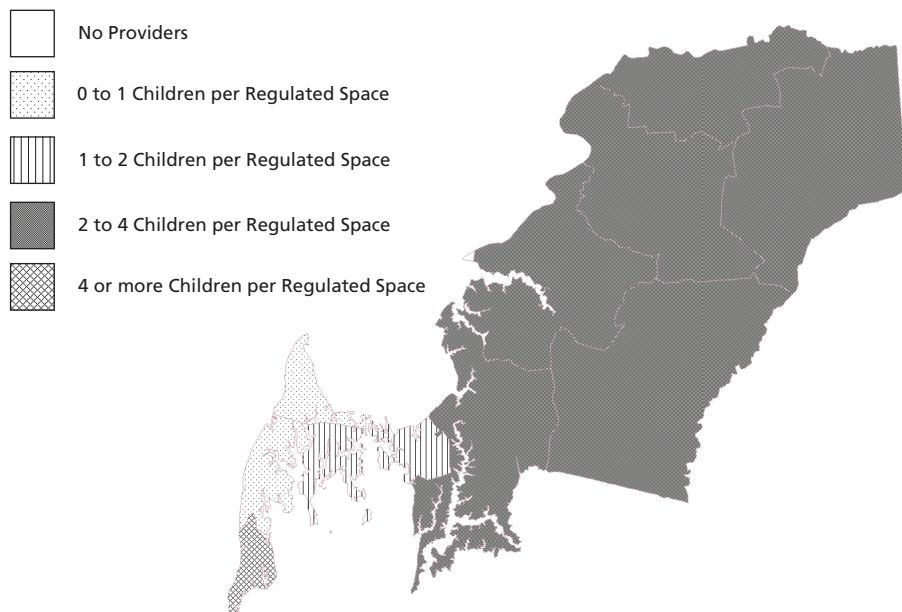 No Providers
0 to 1 Children per Regulated Space
1 to 2 Children per Regulated Space
2 to 4 Children per Regulated Space
4 or more Children per Regulated Space